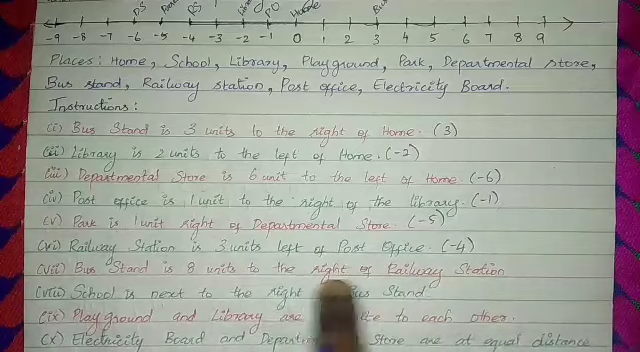 DS Park RS Library PO Home Bus
-9 -8 -7 -6 -5 -4 -3 -2 -1 0 1 2 3 4 5 6 7 8 9
Places: Home, School, Library, Playground, Park, Departmental store,
Bus stand, Railway station, Post office, Electricity Board.
Instructions:
(i) Bus Stand is 3 units to the right of Home. (3)
(ii) Library is 2 units to the left of Home. (-2)
(iii) Departmental Store is 6 unit to the left of Home (-6)
(iv) Post office is 1 unit to the right of the library. (-1)
(v) Park is 1 unit right of Departmental Store. (-5)
(vi) Railway Station is 3 units left of Post Office. (-4)
(vii) Bus Stand is 8 units to the right of Railway Station
(viii) School is next to the right Bus Stand
(ix) Playground and Library are to each other.
(x) Electricity Board and Store are at equal distance